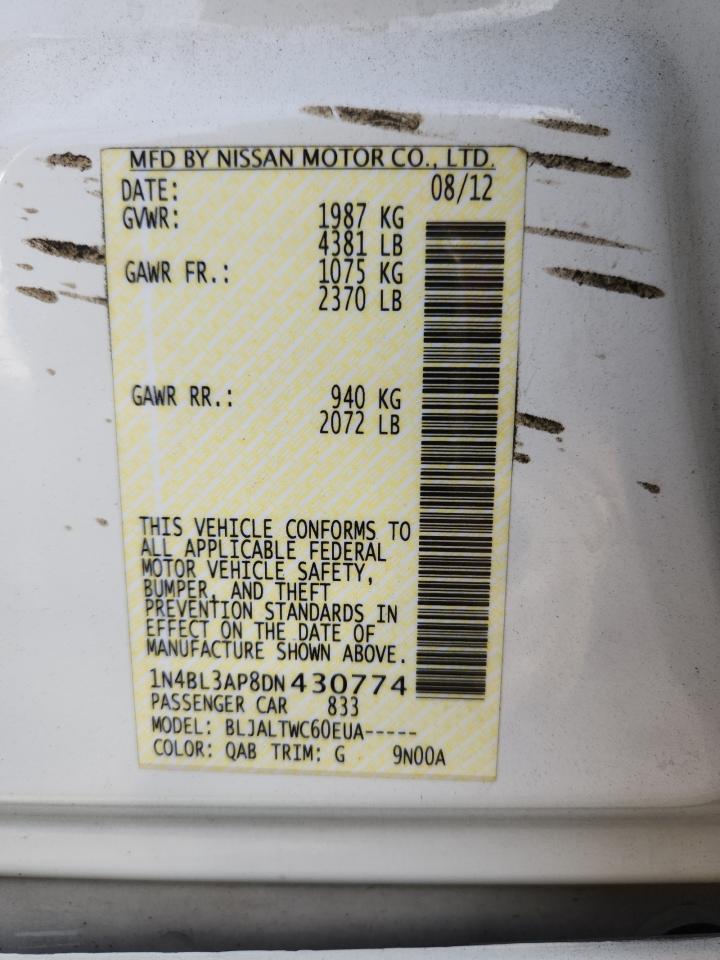 MFD BY NISSAN MOTOR CO., LTD.
DATE: 08/12
GVWR: 1987 KG
4381 LB
GAWR FR.: 1075 KG
2370 LB
GAWR RR.: 940 KG
2072 LB
THIS VEHICLE CONFORMS TO
ALL APPLICABLE FEDERAL
MOTOR VEHICLE SAFETY,
BUMPER, AND THEFT
PREVENTION STANDARDS IN
EFFECT ON THE DATE OF
MANUFACTURE SHOWN ABOVE.
1N4BL3AP8DN430774
PASSENGER CAR 833
MODEL: BLJALTWC60EUA-----
COLOR: QAB TRIM: G 9N00A